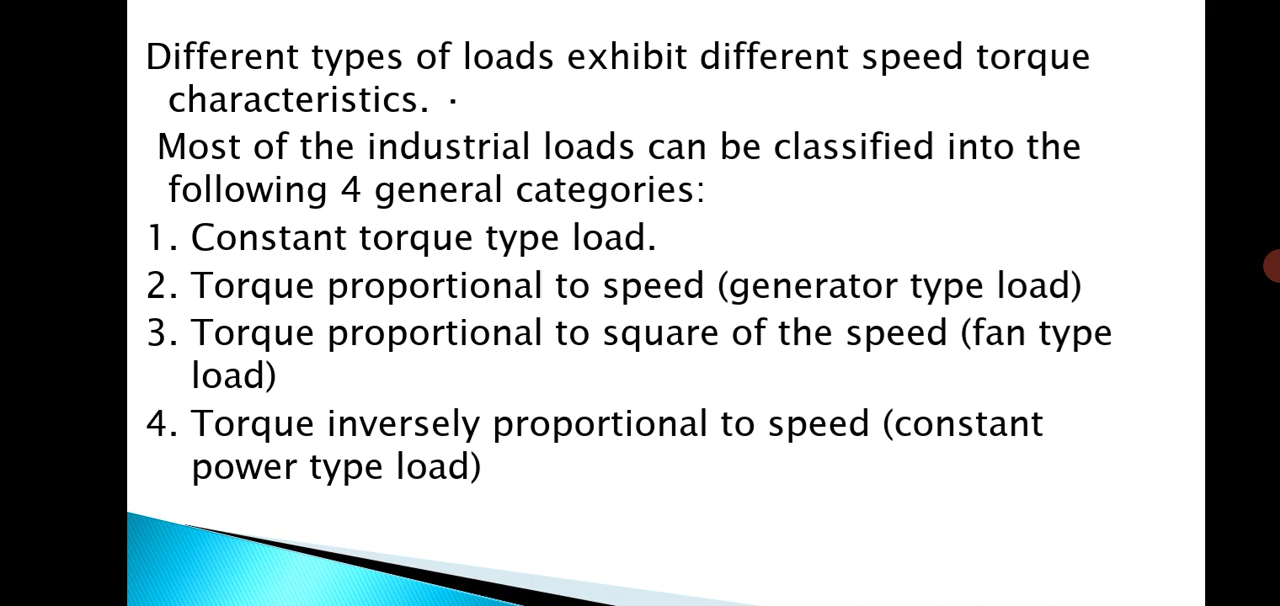 Different types of loads exhibit different speed torque
characteristics. ·
Most of the industrial loads can be classified into the
following 4 general categories:
1. Constant torque type load.
2. Torque proportional to speed (generator type load)
3. Torque proportional to square of the speed (fan type
load)
4. Torque inversely proportional to speed (constant
power type load)